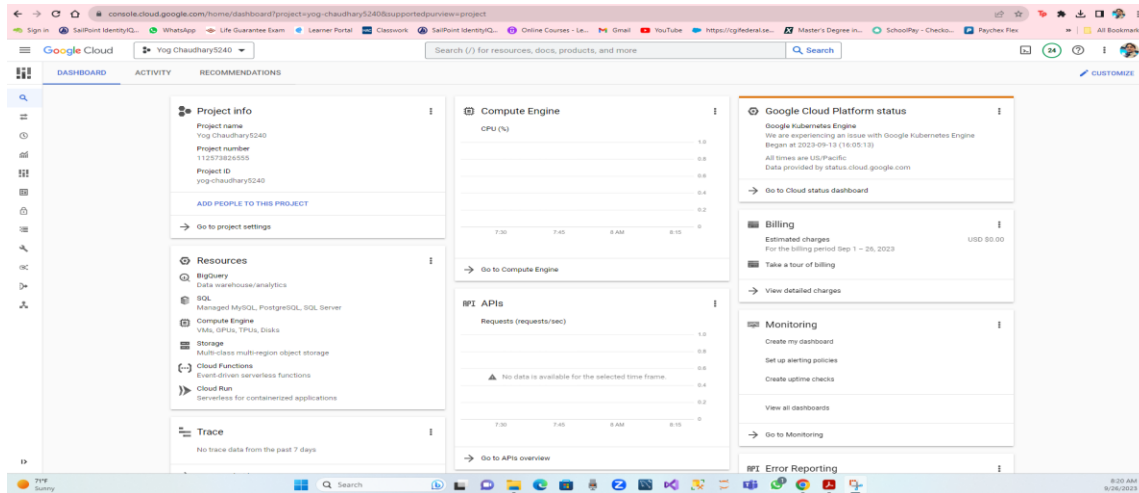 console.cloud.google.com/home/dashboard?project=yog-chaudhary5240&supportedpurview=project
Sign in
SailPoint IdentityIQ...
WhatsApp
Life Guarantee Exam
Learner Portal
Classwork
SailPoint IdentityIQ...
Online Courses - Le...
Gmail
YouTube
https://cgifederal.se...
Master's Degree in...
SchoolPay - Checko...
Paychex Flex
All Bookmark
Google Cloud
Yog Chaudhary5240
Search (/) for resources, docs, products, and more
Search
24
DASHBOARD
ACTIVITY
RECOMMENDATIONS
CUSTOMIZE
Project info
Project name
Yog Chaudhary5240
Project number
112573826555
Project ID
yog-chaudhary5240
ADD PEOPLE TO THIS PROJECT
Go to project settings
Resources
BigQuery
Data warehouse/analytics
SQL
Managed MySQL, PostgreSQL, SQL Server
Compute Engine
VMs, GPUs, TPUs, Disks
Storage
Multi-class multi-region object storage
Cloud Functions
Event-driven serverless functions
Cloud Run
Serverless for containerized applications
Trace
No trace data from the past 7 days
Compute Engine
CPU (%)
1.0
0.8
0.6
0.4
0.2
0
7:30
7:45
8 AM
8:15
Go to Compute Engine
API APIs
Requests (requests/sec)
1.0
0.8
0.6
No data is available for the selected time frame.
0.4
0.2
0
7:30
7:45
8 AM
8:15
Go to APIs overview
Google Cloud Platform status
Google Kubernetes Engine
We are experiencing an issue with Google Kubernetes Engine
Began at 2023-09-13 (16:05:13)
All times are US/Pacific
Data provided by status.cloud.google.com
Go to Cloud status dashboard
Billing
Estimated charges
USD $0.00
For the billing period Sep 1 – 26, 2023
Take a tour of billing
View detailed charges
Monitoring
Create my dashboard
Set up alerting policies
Create uptime checks
View all dashboards
Go to Monitoring
API Error Reporting
71°F
Sunny
Search
8:20 AM
9/26/2023